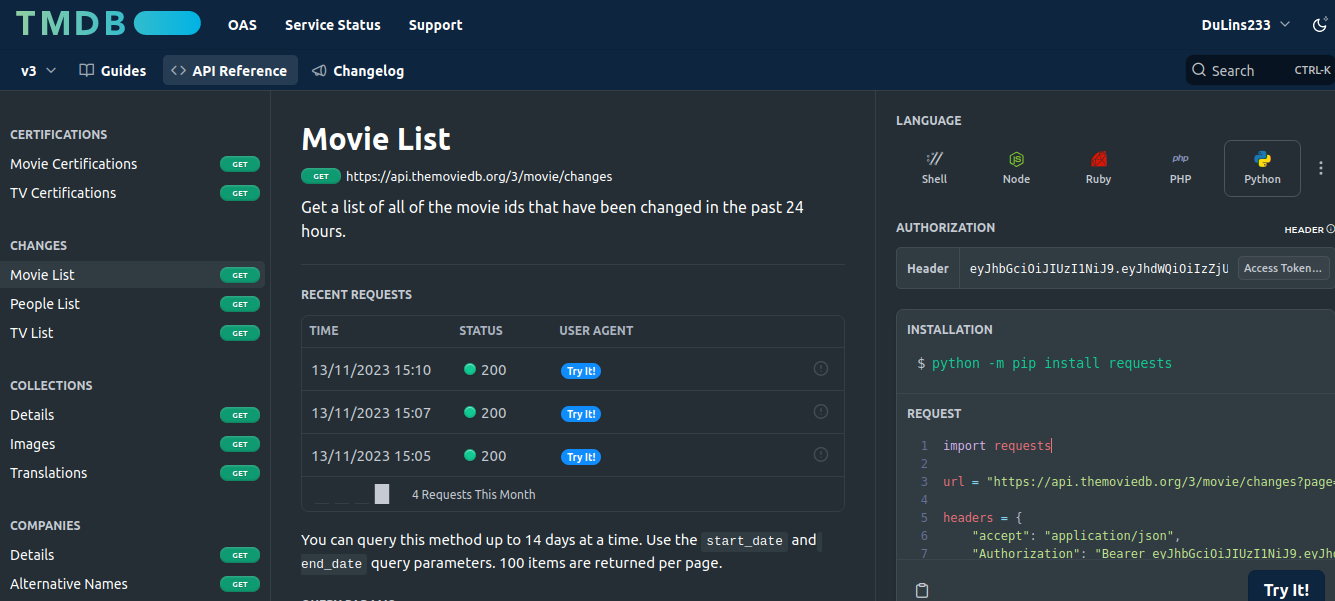 TMDB OAS Service Status Support DuLins233
v3 Guides <> API Reference Changelog Search CTRL-K
CERTIFICATIONS
Movie Certifications GET
TV Certifications GET
CHANGES
Movie List GET
People List GET
TV List GET
COLLECTIONS
Details GET
Images GET
Translations GET
COMPANIES
Details GET
Alternative Names GET
Movie List
GET https://api.themoviedb.org/3/movie/changes
Get a list of all of the movie ids that have been changed in the past 24
hours.
RECENT REQUESTS
TIME STATUS USER AGENT
13/11/2023 15:10 200 Try It!
13/11/2023 15:07 200 Try It!
13/11/2023 15:05 200 Try It!
4 Requests This Month
You can query this method up to 14 days at a time. Use the start_date and
end_date query parameters. 100 items are returned per page.
LANGUAGE
Shell Node Ruby PHP Python
AUTHORIZATION HEADER
Header eyJhbGciOiJIUzI1NiJ9.eyJhdWQiOiIzZjU Access Token...
INSTALLATION
$ python -m pip install requests
REQUEST
1 import requests
2
3 url = "https://api.themoviedb.org/3/movie/changes?page=
4
5 headers = {
6 "accept": "application/json",
7 "Authorization": "Bearer eyJhbGciOiJIUzI1NiJ9.eyJh
Try It!